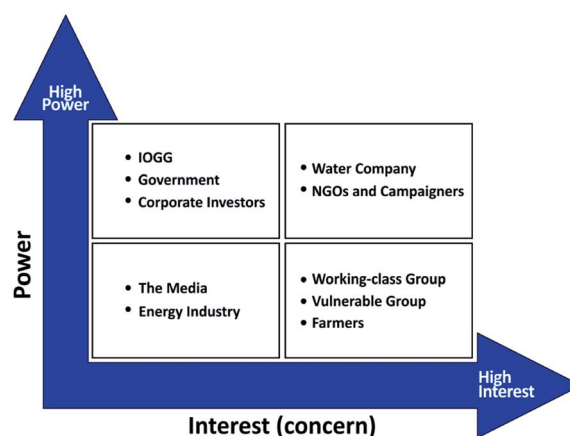 High
Power
• IOGG
• Government
• Corporate Investors
• Water Company
• NGOs and Campaigners
Power
• The Media
• Energy Industry
• Working-class Group
• Vulnerable Group
• Farmers
High
Interest
Interest (concern)